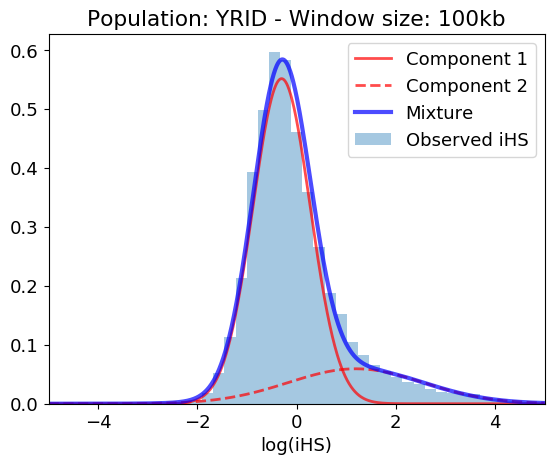 Population: YRID - Window size: 100kb
Component 1
Component 2
Mixture
Observed iHS
0.6
0.5
0.4
0.3
0.2
0.1
0.0
−4 −2 0 2 4
log(iHS)